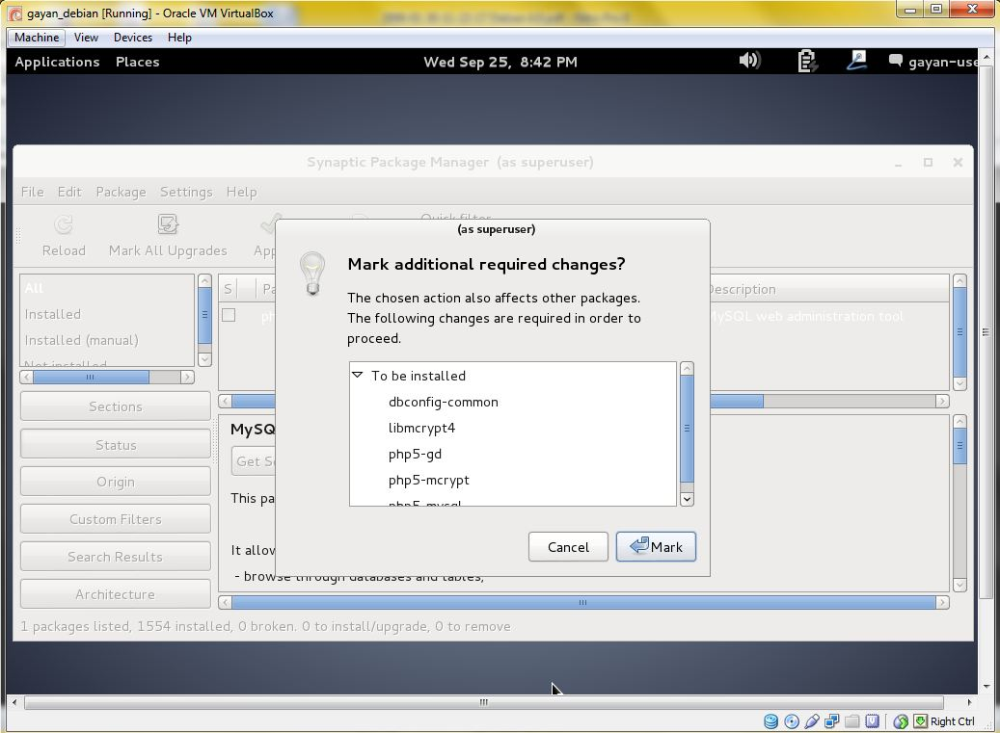 gayan_debian [Running] - Oracle VM VirtualBox
Machine View Devices Help
Applications Places Wed Sep 25, 8:42 PM gayan-use
Synaptic Package Manager (as superuser)
File Edit Package Settings Help
Quick filter
Reload Mark All Upgrades App
(as superuser)
Mark additional required changes?
The chosen action also affects other packages.
The following changes are required in order to
proceed.
To be installed
dbconfig-common
libmcrypt4
php5-gd
php5-mcrypt
php5-mysql
Cancel Mark
All
Installed
Installed (manual)
Not installed
S Pa Description
ph MySQL web administration tool
Sections
Status
Origin
Custom Filters
Search Results
Architecture
MySQ
Get Sc
This pa
It allow
- browse through databases and tables,
1 packages listed, 1554 installed, 0 broken. 0 to install/upgrade, 0 to remove
Right Ctrl